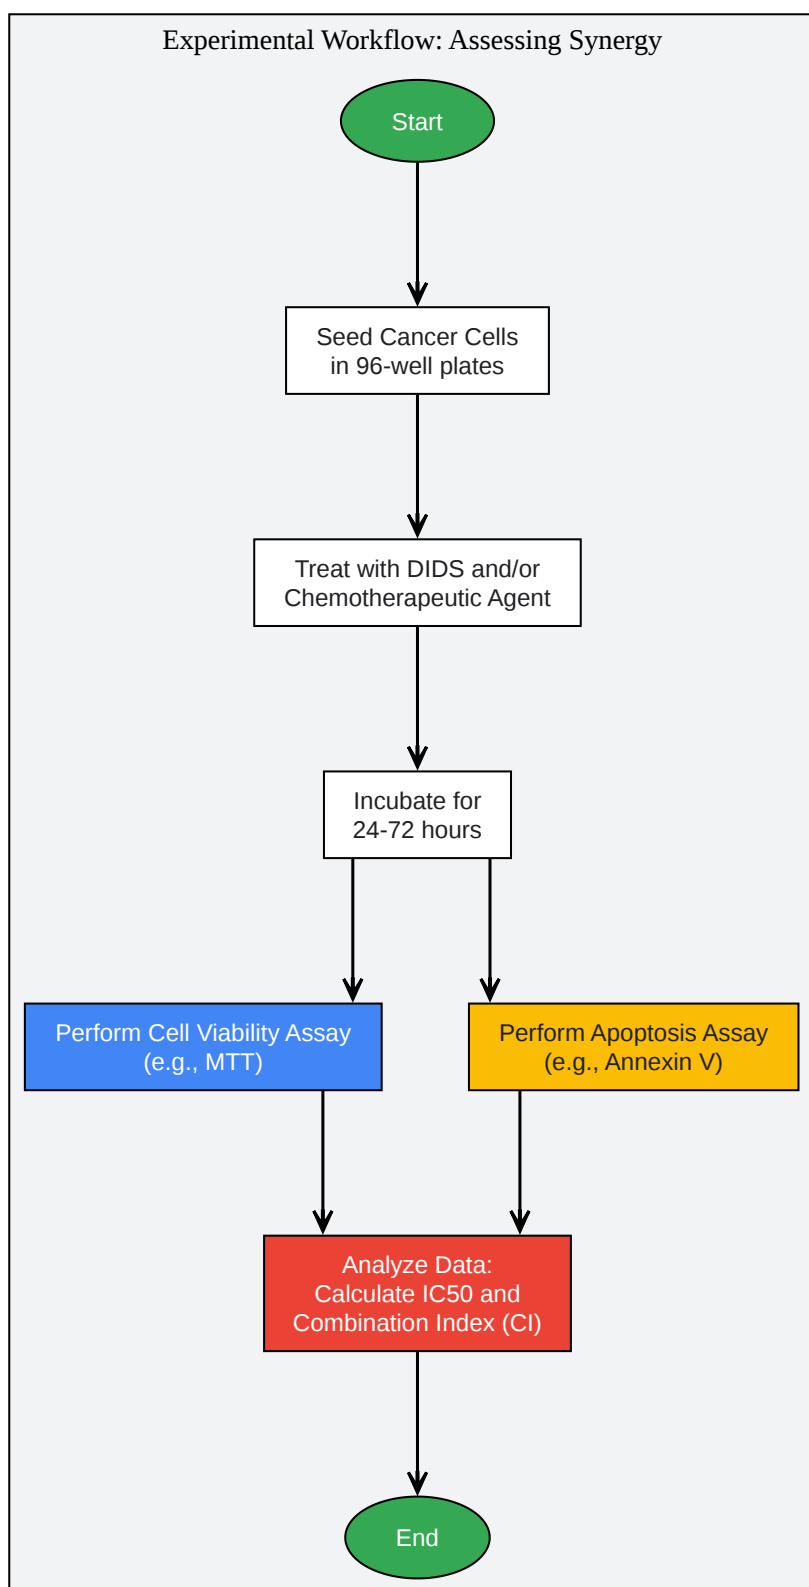 Experimental Workflow: Assessing Synergy
Start
Seed Cancer Cells
in 96-well plates
Treat with DIDS and/or
Chemotherapeutic Agent
Incubate for
24-72 hours
Perform Cell Viability Assay
(e.g., MTT)
Perform Apoptosis Assay
(e.g., Annexin V)
Analyze Data:
Calculate IC50 and
Combination Index (CI)
End